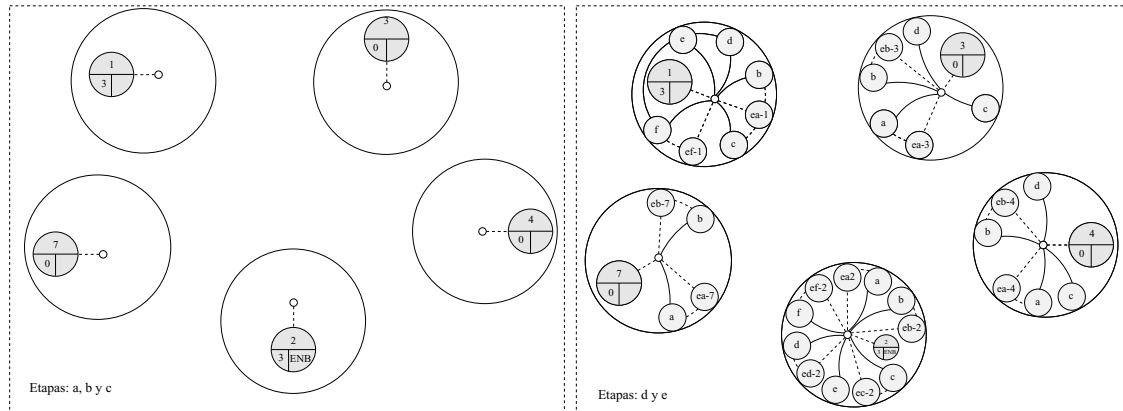 1
3
3
0
7
0
4
0
2
3 ENB
Etapas: a, b y c
e
d
1
3
b
ea-1
f
ef-1
c
d
eb-3
3
0
b
a
c
ea-3
eb-7
b
7
0
ea-7
a
d
eb-4
4
0
b
ea-4
a
c
ea2
ef-2
a
f
b
eb-2
d
2
3 ENB
ed-2
c
e
ec-2
Etapas: d y e